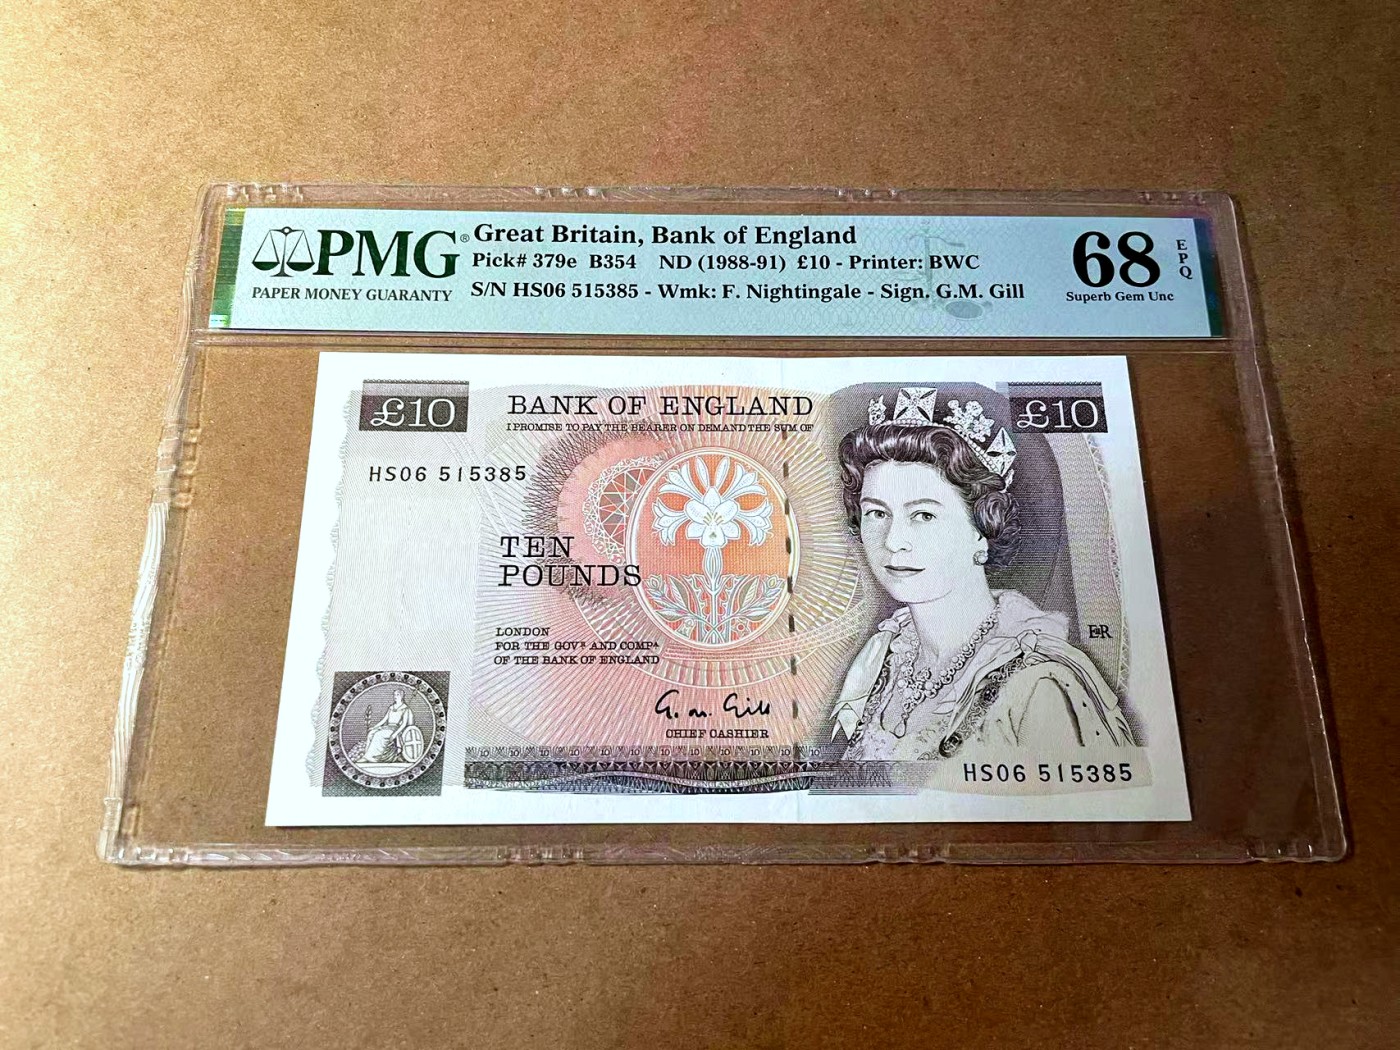 PMG®
PAPER MONEY GUARANTY
Great Britain, Bank of England
Pick# 379e B354 ND (1988-91) £10 - Printer: BWC
S/N HS06 515385 - Wmk: F. Nightingale - Sign. G.M. Gill
68
EPQ
Superb Gem Unc
£10
BANK OF ENGLAND
£10
I PROMISE TO PAY THE BEARER ON DEMAND THE SUM OF
HS06 515385
TEN
POUNDS
LONDON
FOR THE GOVR AND COMPA
OF THE BANK OF ENGLAND
EIIR
G. M. Gill
CHIEF CASHIER
HS06 515385